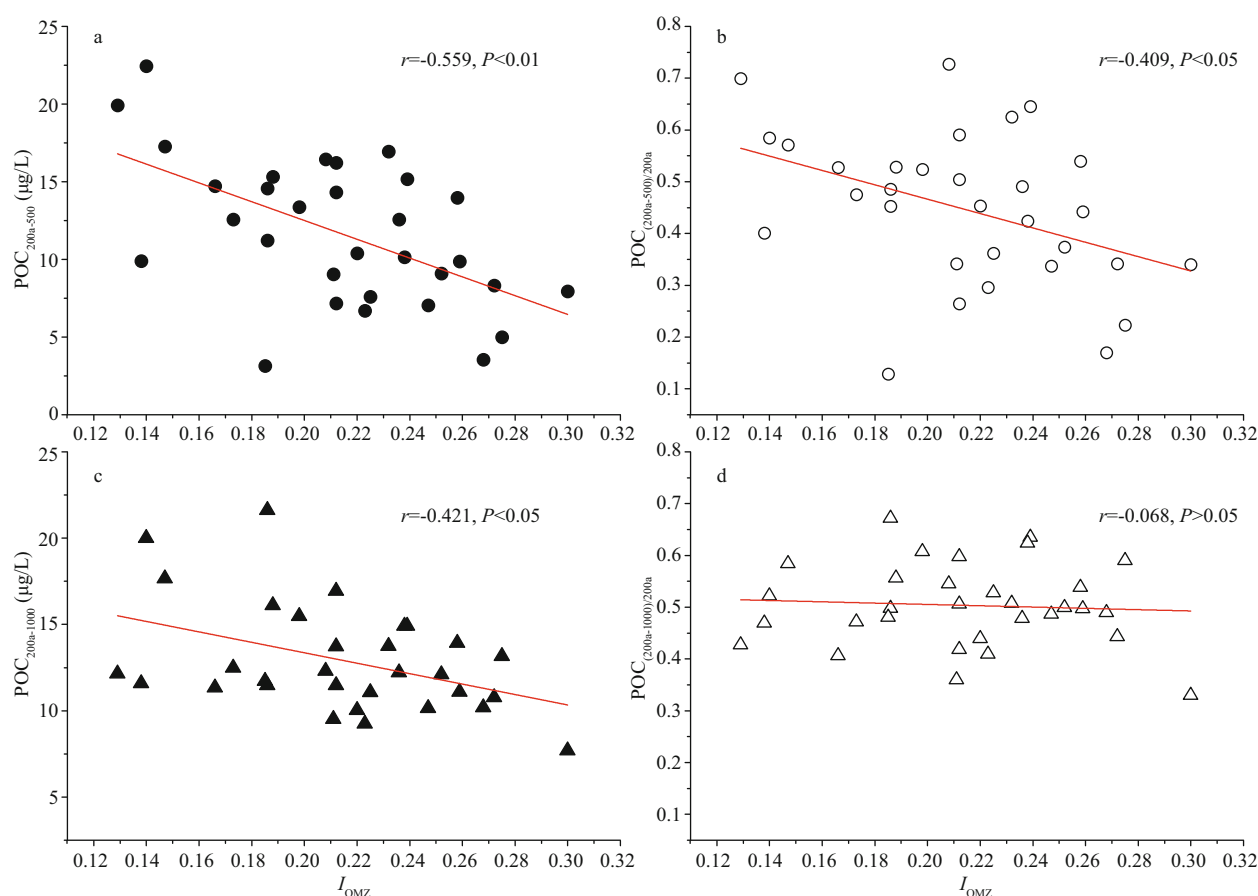 a
r=-0.559, P<0.01
POC200a-500 (μg/L)
25
20
15
10
5
0
0.12 0.14 0.16 0.18 0.20 0.22 0.24 0.26 0.28 0.30 0.32
b
r=-0.409, P<0.05
POC(200a-500)/200a
0.8
0.7
0.6
0.5
0.4
0.3
0.2
0.1
0.12 0.14 0.16 0.18 0.20 0.22 0.24 0.26 0.28 0.30 0.32
c
r=-0.421, P<0.05
POC200a-1000 (μg/L)
25
20
15
10
5
0.12 0.14 0.16 0.18 0.20 0.22 0.24 0.26 0.28 0.30 0.32
IOMZ
d
r=-0.068, P>0.05
POC(200a-1000)/200a
0.8
0.7
0.6
0.5
0.4
0.3
0.2
0.1
0.12 0.14 0.16 0.18 0.20 0.22 0.24 0.26 0.28 0.30 0.32
IOMZ